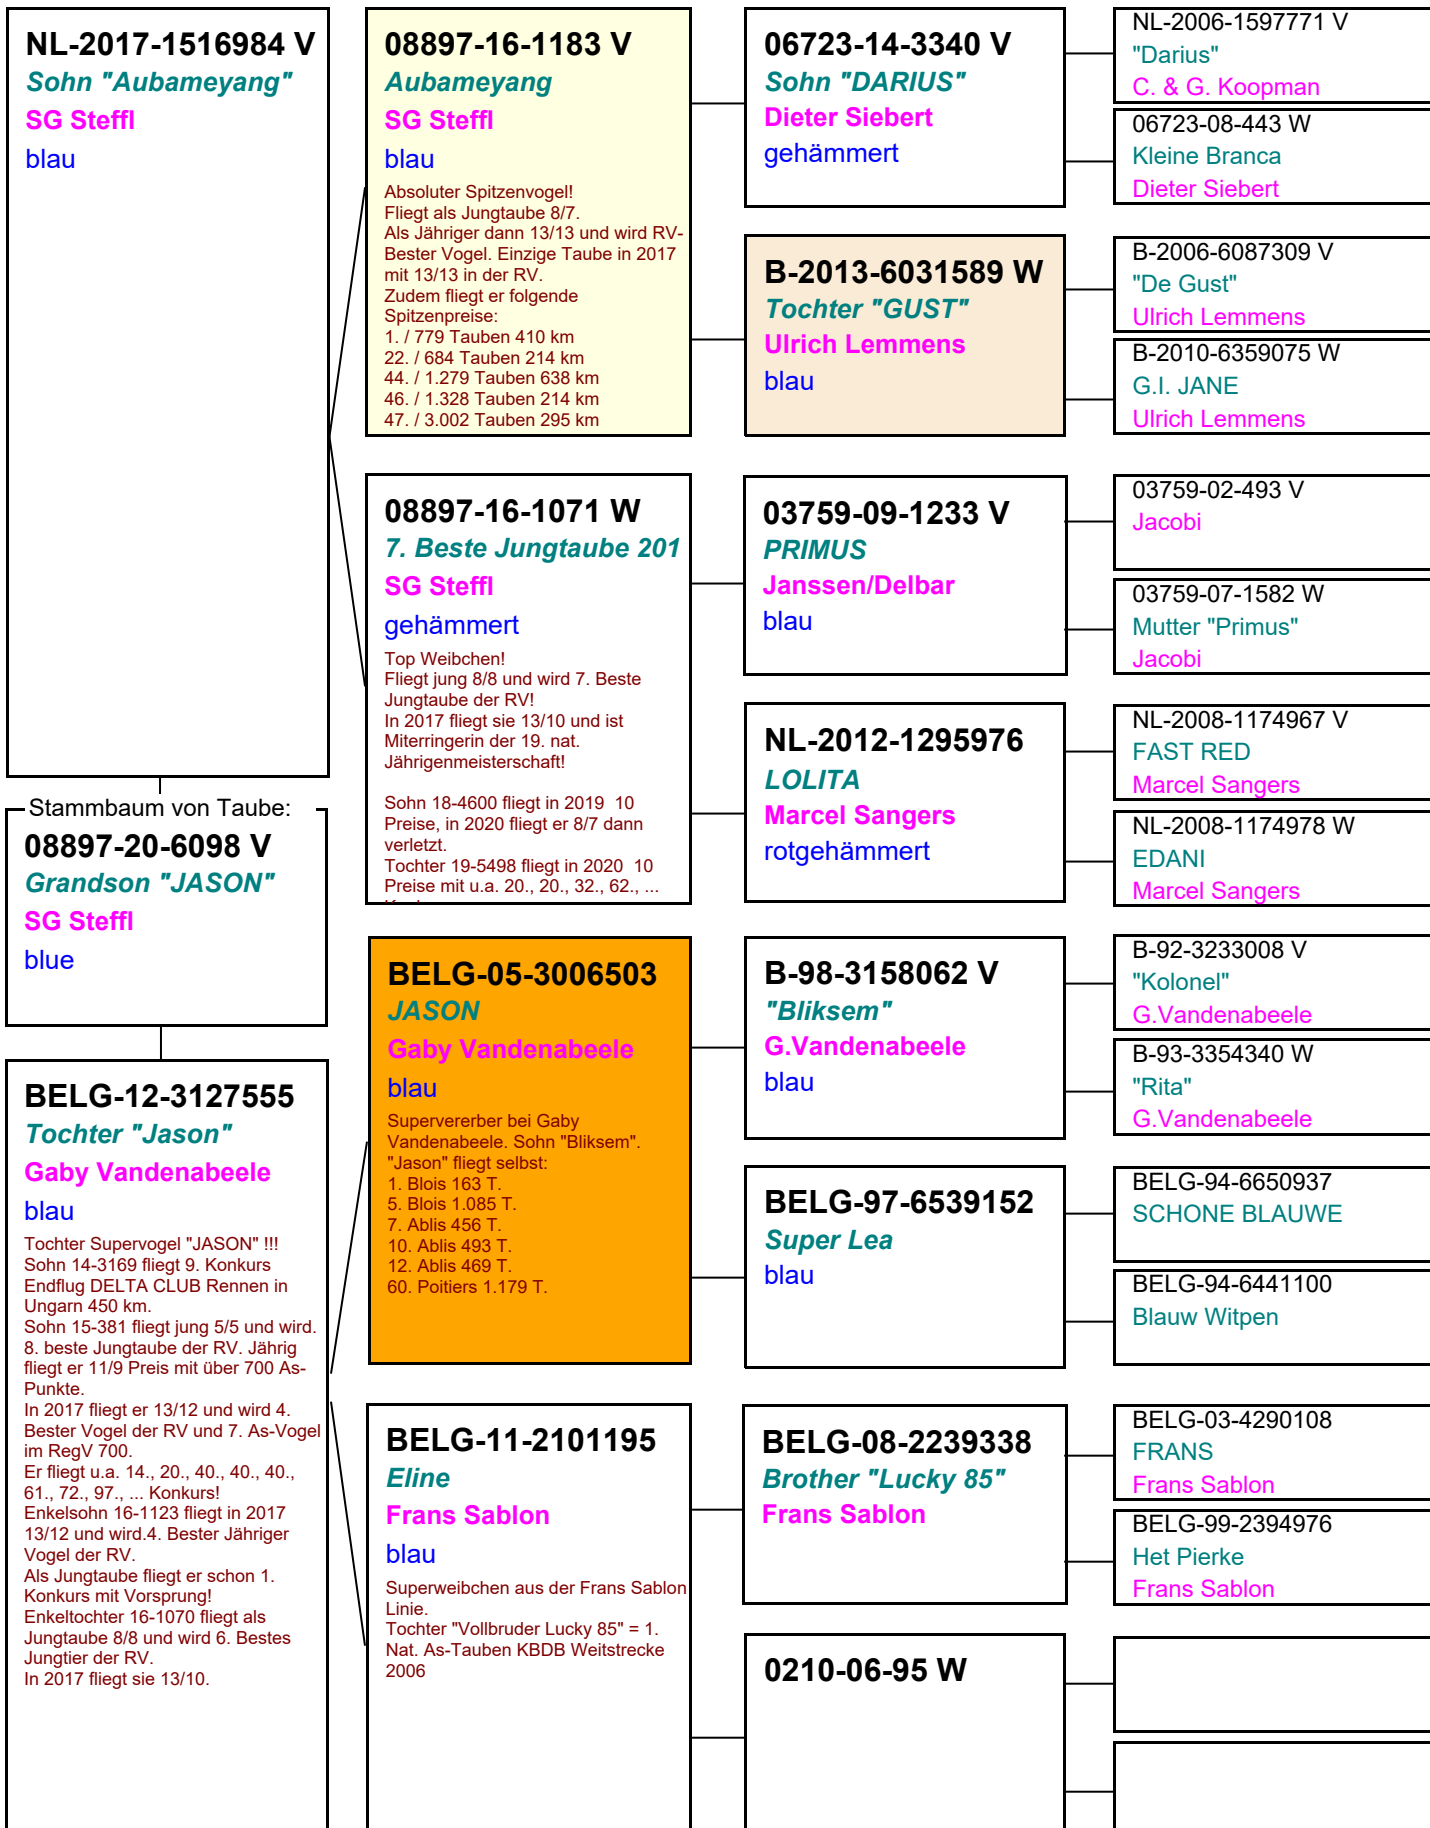 NL-2017-1516984 V
Sohn "Aubameyang"
SG Steffl
blau
Stammbaum von Taube:
08897-20-6098 V
Grandson "JASON"
SG Steffl
blue
BELG-12-3127555
Tochter "Jason"
Gaby Vandenabeele
blau
Tochter Supervogel "JASON" !!!
Sohn 14-3169 fliegt 9. Konkurs
Endflug DELTA CLUB Rennen in
Ungarn 450 km.
Sohn 15-381 fliegt jung 5/5 und wird.
8. beste Jungtaube der RV. Jährig
fliegt er 11/9 Preis mit über 700 As-
Punkte.
In 2017 fliegt er 13/12 und wird 4.
Bester Vogel der RV und 7. As-Vogel
im RegV 700.
Er fliegt u.a. 14., 20., 40., 40., 40.,
61., 72., 97., ... Konkurs!
Enkelsohn 16-1123 fliegt in 2017
13/12 und wird.4. Bester Jähriger
Vogel der RV.
Als Jungtaube fliegt er schon 1.
Konkurs mit Vorsprung!
Enkeltochter 16-1070 fliegt als
Jungtaube 8/8 und wird 6. Bestes
Jungtier der RV.
In 2017 fliegt sie 13/10.
08897-16-1183 V
Aubameyang
SG Steffl
blau
Absoluter Spitzenvogel!
Fliegt als Jungtaube 8/7.
Als Jähriger dann 13/13 und wird RV-
Bester Vogel. Einzige Taube in 2017
mit 13/13 in der RV.
Zudem fliegt er folgende
Spitzenpreise:
1. / 779 Tauben 410 km
22. / 684 Tauben 214 km
44. / 1.279 Tauben 638 km
46. / 1.328 Tauben 214 km
47. / 3.002 Tauben 295 km
08897-16-1071 W
7. Beste Jungtaube 201
SG Steffl
gehämmert
Top Weibchen!
Fliegt jung 8/8 und wird 7. Beste
Jungtaube der RV!
In 2017 fliegt sie 13/10 und ist
Miterringerin der 19. nat.
Jährigenmeisterschaft!
Sohn 18-4600 fliegt in 2019 10
Preise, in 2020 fliegt er 8/7 dann
verletzt.
Tochter 19-5498 fliegt in 2020 10
Preise mit u.a. 20., 20., 32., 62., ...
BELG-05-3006503
JASON
Gaby Vandenabeele
blau
Supervererber bei Gaby
Vandenabeele. Sohn "Bliksem".
"Jason" fliegt selbst:
1. Blois 163 T.
5. Blois 1.085 T.
7. Ablis 456 T.
10. Ablis 493 T.
12. Ablis 469 T.
60. Poitiers 1.179 T.
BELG-11-2101195
Eline
Frans Sablon
blau
Superweibchen aus der Frans Sablon
Linie.
Tochter "Vollbruder Lucky 85" = 1.
Nat. As-Tauben KBDB Weitstrecke
2006
06723-14-3340 V
Sohn "DARIUS"
Dieter Siebert
gehämmert
B-2013-6031589 W
Tochter "GUST"
Ulrich Lemmens
blau
03759-09-1233 V
PRIMUS
Janssen/Delbar
blau
NL-2012-1295976
LOLITA
Marcel Sangers
rotgehämmert
B-98-3158062 V
"Bliksem"
G.Vandenabeele
blau
BELG-97-6539152
Super Lea
blau
BELG-08-2239338
Brother "Lucky 85"
Frans Sablon
0210-06-95 W
NL-2006-1597771 V
"Darius"
C. & G. Koopman
06723-08-443 W
Kleine Branca
Dieter Siebert
B-2006-6087309 V
"De Gust"
Ulrich Lemmens
B-2010-6359075 W
G.I. JANE
Ulrich Lemmens
03759-02-493 V
Jacobi
03759-07-1582 W
Mutter "Primus"
Jacobi
NL-2008-1174967 V
FAST RED
Marcel Sangers
NL-2008-1174978 W
EDANI
Marcel Sangers
B-92-3233008 V
"Kolonel"
G.Vandenabeele
B-93-3354340 W
"Rita"
G.Vandenabeele
BELG-94-6650937
SCHONE BLAUWE
BELG-94-6441100
Blauw Witpen
BELG-03-4290108
FRANS
Frans Sablon
BELG-99-2394976
Het Pierke
Frans Sablon